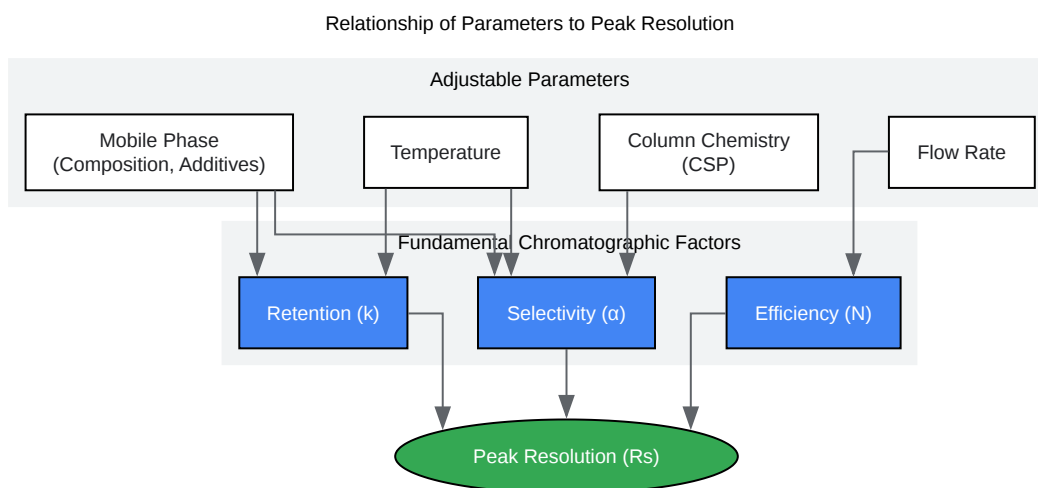 Relationship of Parameters to Peak Resolution
Adjustable Parameters
Mobile Phase
(Composition, Additives)
Temperature
Column Chemistry
(CSP)
Flow Rate
Fundamental Chromatographic Factors
Retention (k)
Selectivity (α)
Efficiency (N)
Peak Resolution (Rs)